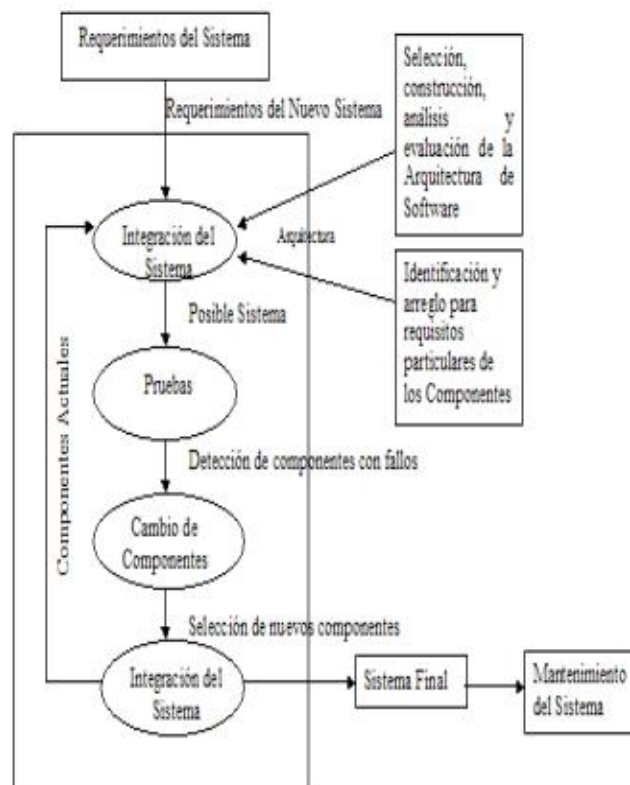 Requerimientos del Sistema
Requerimientos del Nuevo Sistema
Selección,
construcción,
análisis y
evaluación de la
Arquitectura de
Software
Integración del
Sistema
Arquitectura
Identificación y
arreglo para
requisitos
particulares de
los Componentes
Posible Sistema
Pruebas
Componentes Actuales
Detección de componentes con fallos
Cambio de
Componentes
Selección de nuevos componentes
Integración del
Sistema
Sistema Final
Mantenimiento
del Sistema